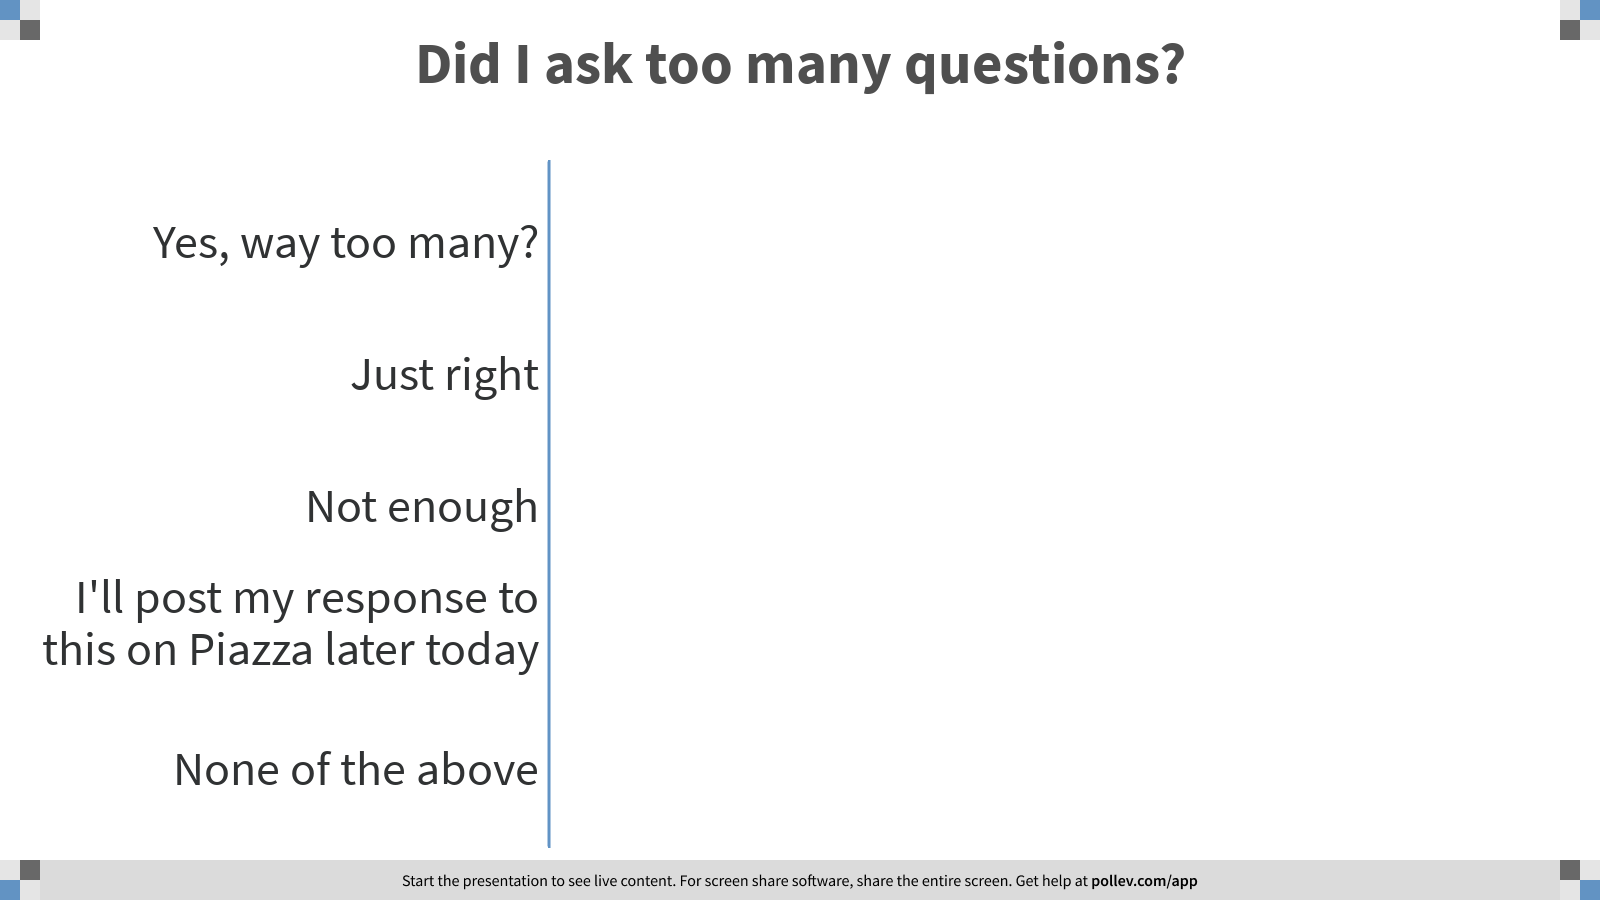 Did I ask too many questions?
Yes, way too many?
Just right
Not enough
I'll post my response to
this on Piazza later today
None of the above
Start the presentation to see live content. For screen share software, share the entire screen. Get help at pollev.com/app